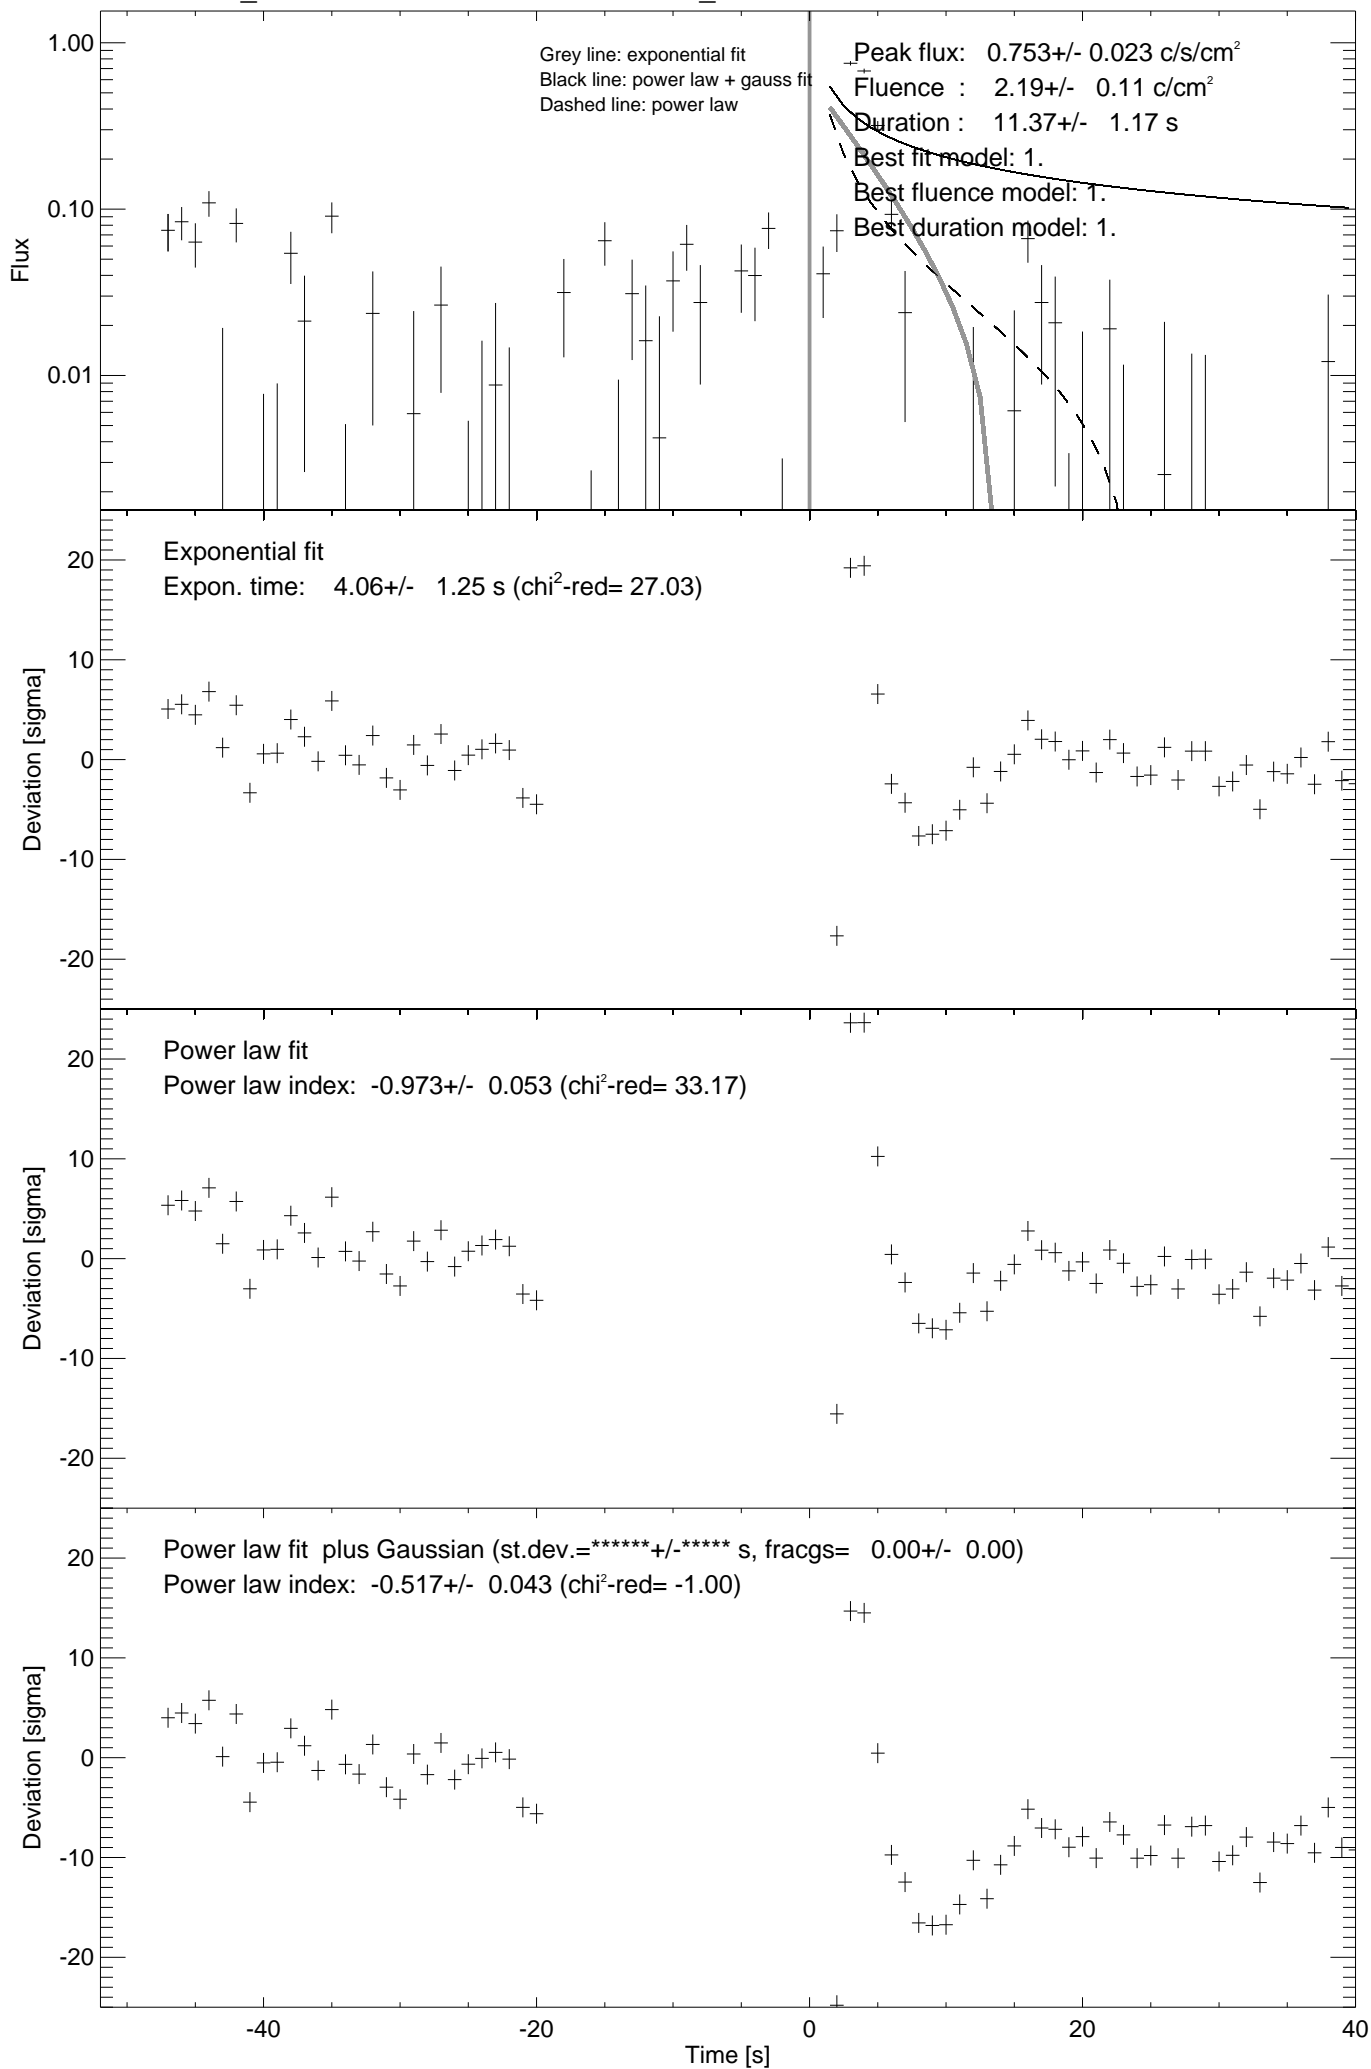 Grey line: exponential fit
Black line: power law + gauss fit
Dashed line: power law
Peak flux: 0.753+/- 0.023 c/s/cm²
Fluence : 2.19+/- 0.11 c/cm²
Duration : 11.37+/- 1.17 s
Best fit model: 1.
Best fluence model: 1.
Best duration model: 1.
1.00
0.10
0.01
Flux
Exponential fit
Expon. time: 4.06+/- 1.25 s (chi²-red= 27.03)
20
10
0
-10
-20
Deviation [sigma]
Power law fit
Power law index: -0.973+/- 0.053 (chi²-red= 33.17)
20
10
0
-10
-20
Deviation [sigma]
Power law fit plus Gaussian (st.dev.=******+/-***** s, fracgs= 0.00+/- 0.00)
Power law index: -0.517+/- 0.043 (chi²-red= -1.00)
20
10
0
-10
-20
Deviation [sigma]
-40 -20 0 20 40
Time [s]